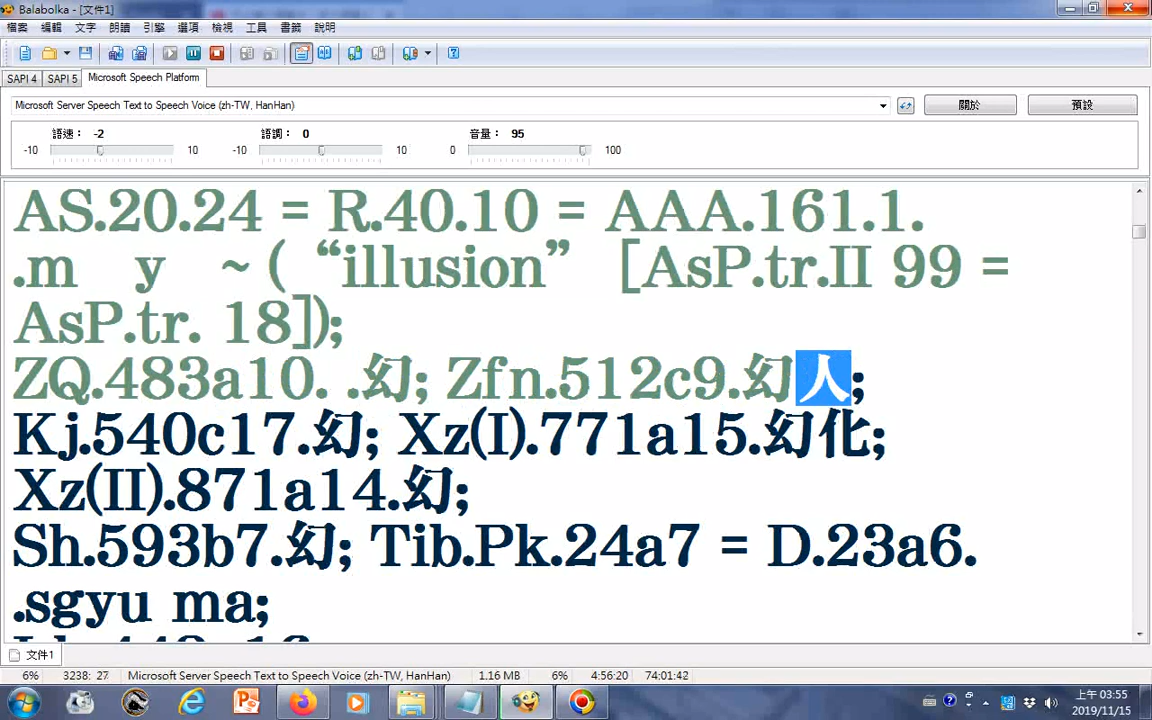 Balabolka - [文件1]
檔案 編輯 文字 朗讀 引擎 選項 檢視 工具 書籤 說明
SAPI 4 SAPI 5 Microsoft Speech Platform
Microsoft Server Speech Text to Speech Voice (zh-TW, HanHan) 關於 預設
語速： -2 語調： 0 音量： 95
-10 10 -10 10 0 100
AS.20.24 = R.40.10 = AAA.161.1.
.m y ~ ( “illusion” [AsP.tr.II 99 =
AsP.tr. 18]);
ZQ.483a10. .幻; Zfn.512c9.幻人;
Kj.540c17.幻; Xz(I).771a15.幻化;
Xz(II).871a14.幻;
Sh.593b7.幻; Tib.Pk.24a7 = D.23a6.
.sgyu ma;
文件1
6% 3238: 27 Microsoft Server Speech Text to Speech Voice (zh-TW, HanHan) 1.16 MB 6% 4:56:20 74:01:42
上午 03:55
2019/11/15